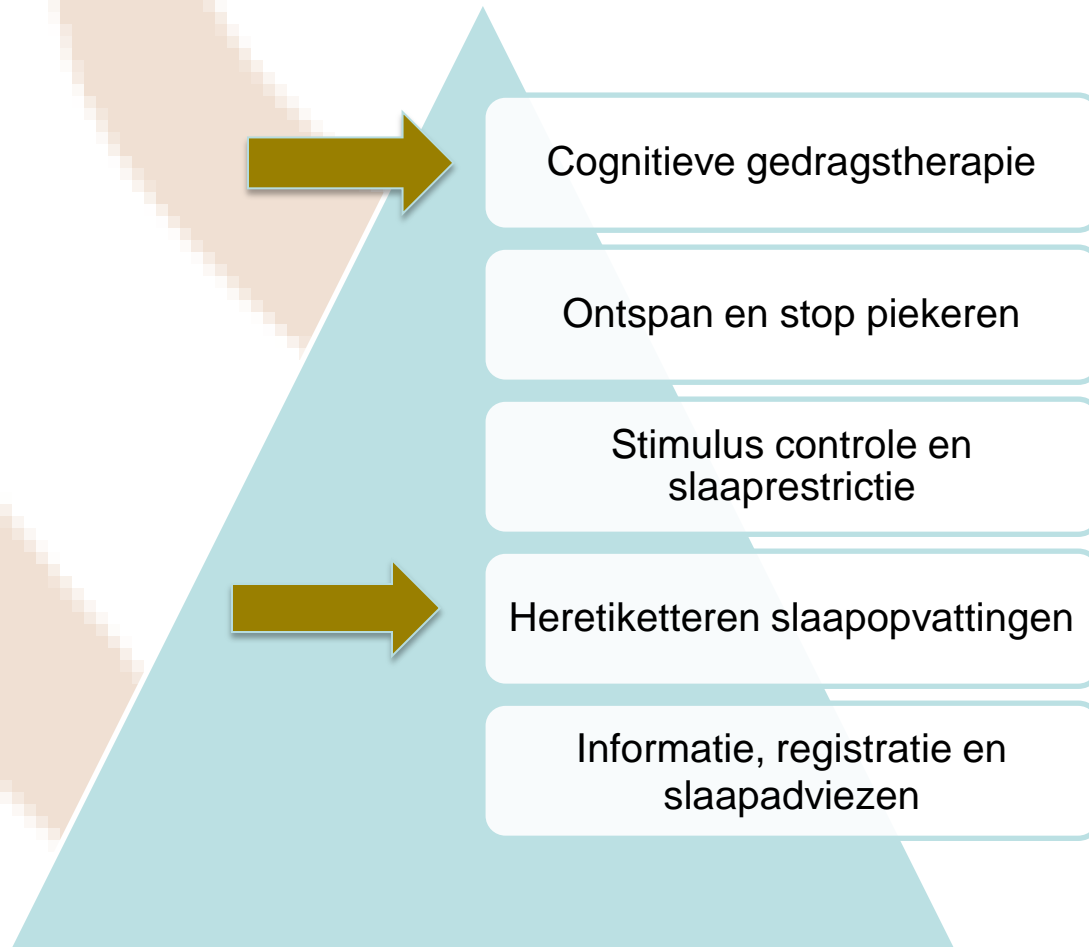 Cognitieve gedragstherapie
Ontspan en stop piekeren
Stimulus controle en
slaaprestrictie
Heretiketteren slaapopvattingen
Informatie, registratie en
slaapadviezen